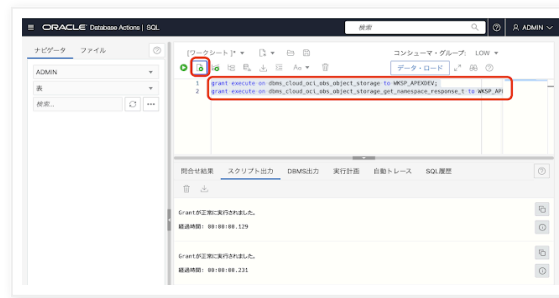 ORACLE Database Actions | SQL
検索
ADMIN
ナビゲータ ファイル
[ワークシート]*
コンシューマ・グループ: LOW
ADMIN
表
検索...
Aa
データ・ロード
1 grant execute on dbms_cloud_oci_obs_object_storage to WKSP_APEXDEV;
2 grant execute on dbms_cloud_oci_obs_object_storage_get_namespace_response_t to WKSP_APE
問合せ結果 スクリプト出力 DBMS出力 実行計画 自動トレース SQL履歴
Grantが正常に実行されました。
経過時間: 00:00:00.129
Grantが正常に実行されました。
経過時間: 00:00:00.231